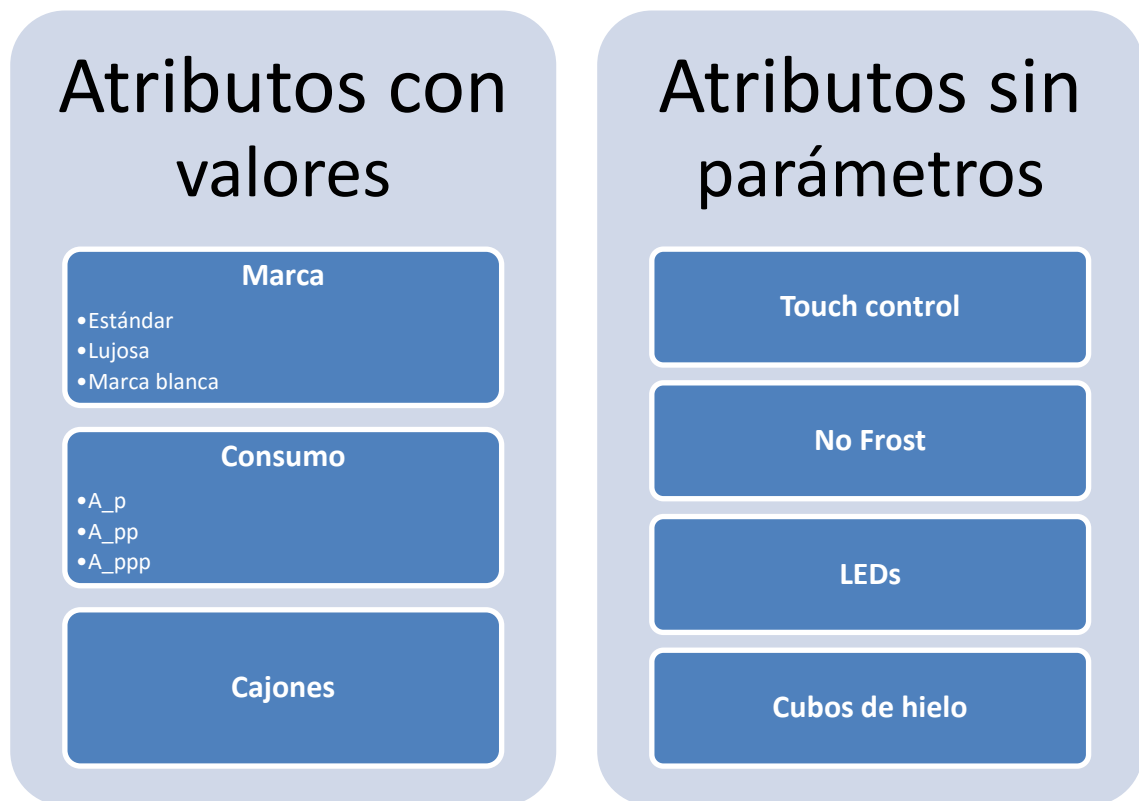 Atributos con
valores
Marca
•Estándar
•Lujosa
•Marca blanca
Consumo
•A_p
•A_pp
•A_ppp
Cajones
Atributos sin
parámetros
Touch control
No Frost
LEDs
Cubos de hielo